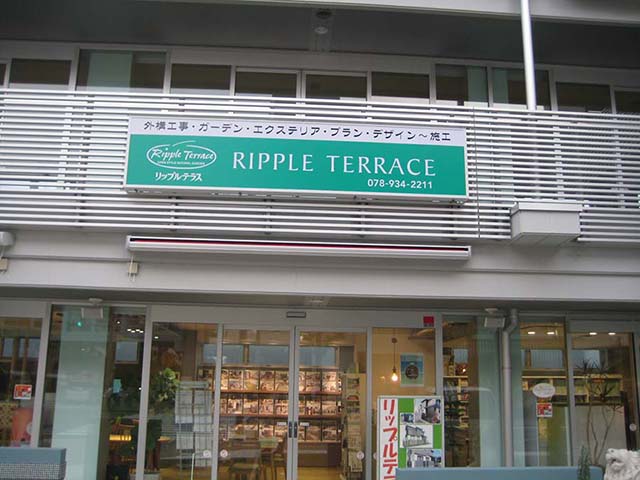 外構工事・ガーデン・エクステリア・プラン・デザイン〜施工
Ripple Terrace
リップルテラス
RIPPLE TERRACE
078-934-2211
リップルテラ